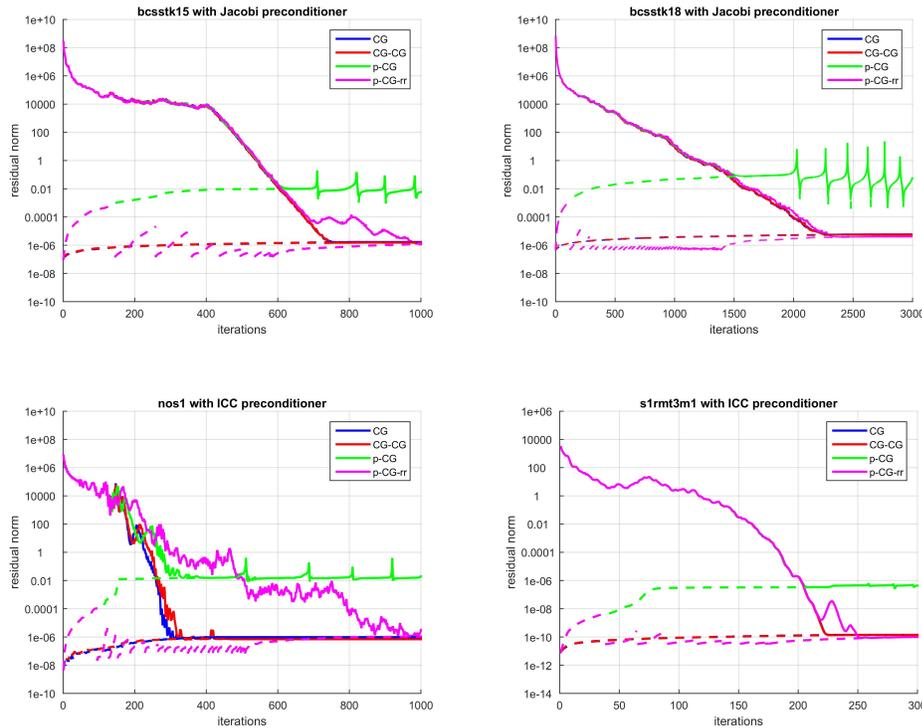 bcsstk15 with Jacobi preconditioner
1e+10
1e+08
1e+06
10000
100
1
0.01
0.0001
1e-06
1e-08
1e-10
residual norm
0
200
400
600
800
1000
iterations
CG
CG-CG
p-CG
p-CG-rr
bcsstk18 with Jacobi preconditioner
1e+10
1e+08
1e+06
10000
100
1
0.01
0.0001
1e-06
1e-08
1e-10
residual norm
0
500
1000
1500
2000
2500
3000
iterations
CG
CG-CG
p-CG
p-CG-rr
nos1 with ICC preconditioner
1e+10
1e+08
1e+06
10000
100
1
0.01
0.0001
1e-06
1e-08
1e-10
residual norm
0
200
400
600
800
1000
iterations
CG
CG-CG
p-CG
p-CG-rr
s1rmt3m1 with ICC preconditioner
1e+06
10000
100
1
0.01
0.0001
1e-06
1e-08
1e-10
1e-12
1e-14
residual norm
0
50
100
150
200
250
300
iterations
CG
CG-CG
p-CG
p-CG-rr